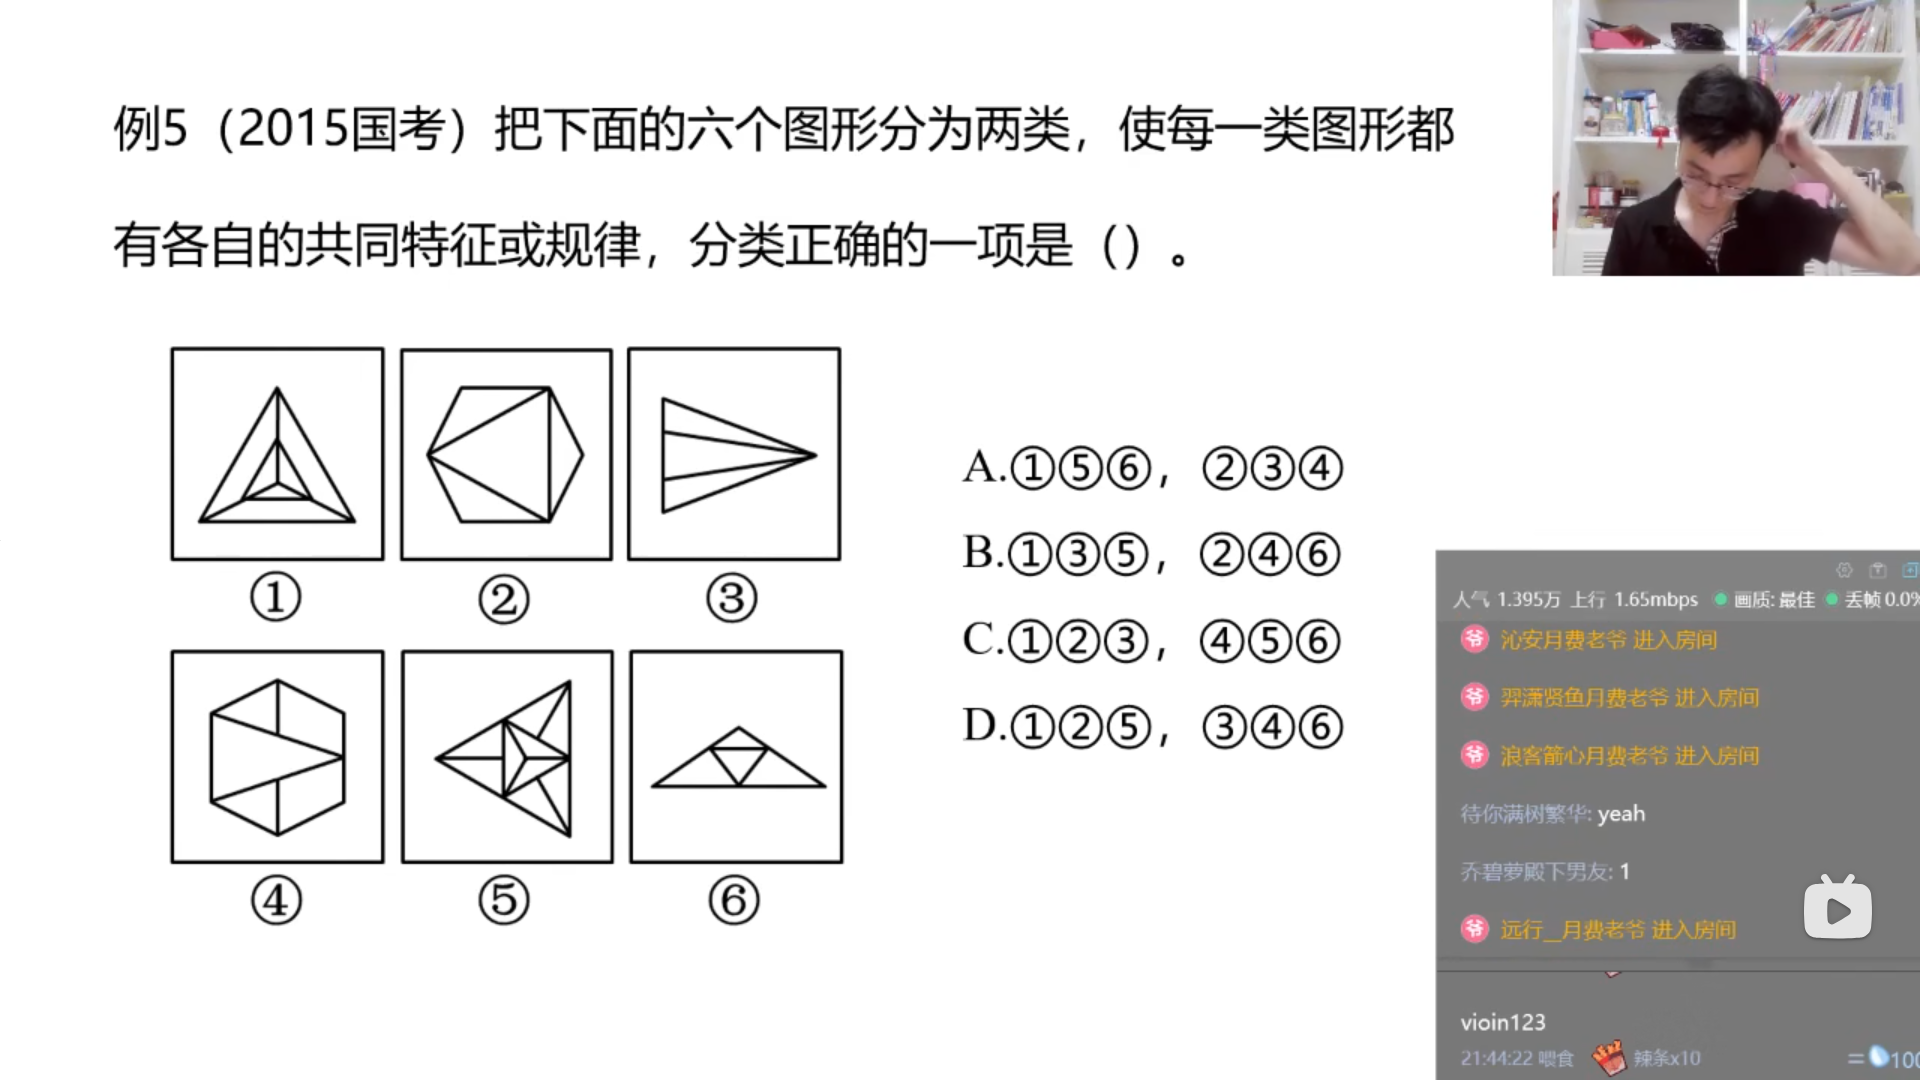 例5（2015国考）把下面的六个图形分为两类，使每一类图形都
有各自的共同特征或规律，分类正确的一项是（）。
① ② ③
④ ⑤ ⑥
A.①⑤⑥，②③④
B.①③⑤，②④⑥
C.①②③，④⑤⑥
D.①②⑤，③④⑥
人气 1.395万 上行 1.65mbps 画质: 最佳 丢帧 0.0%
爷 沁安月费老爷 进入房间
爷 羿潇贤鱼月费老爷 进入房间
爷 浪客箭心月费老爷 进入房间
待你满树繁华: yeah
乔碧萝殿下男友: 1
爷 远行__月费老爷 进入房间
vioin123
21:44:22 喂食 辣条x10 = 100